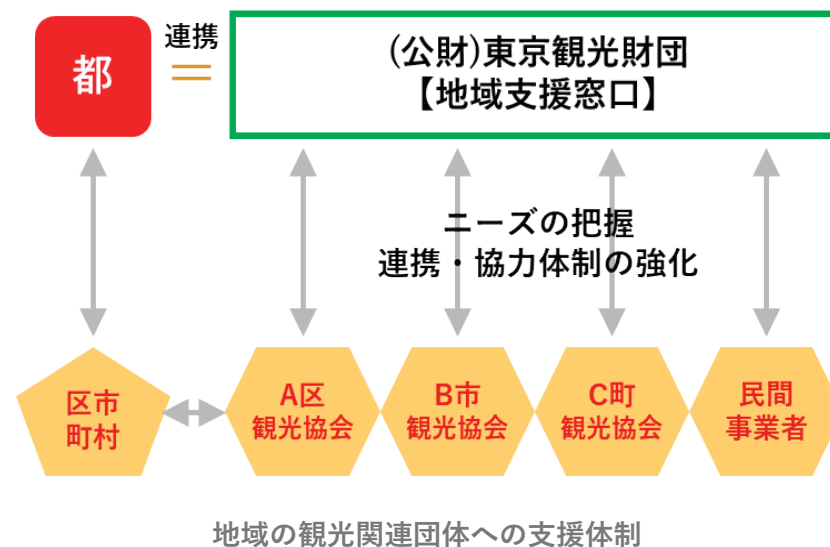 都
連携
(公財)東京観光財団
【地域支援窓口】
ニーズの把握
連携・協力体制の強化
区市
町村
A区
観光協会
B市
観光協会
C町
観光協会
民間
事業者
地域の観光関連団体への支援体制